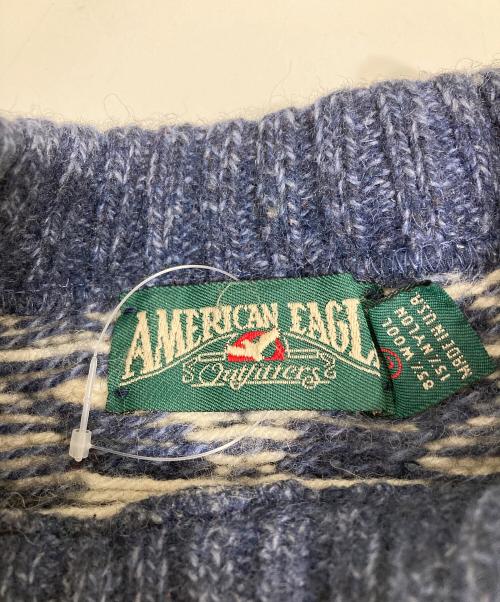 AMERICAN EAGL
Outfitters
85% WOOL
15% NYLON
MADE IN USA